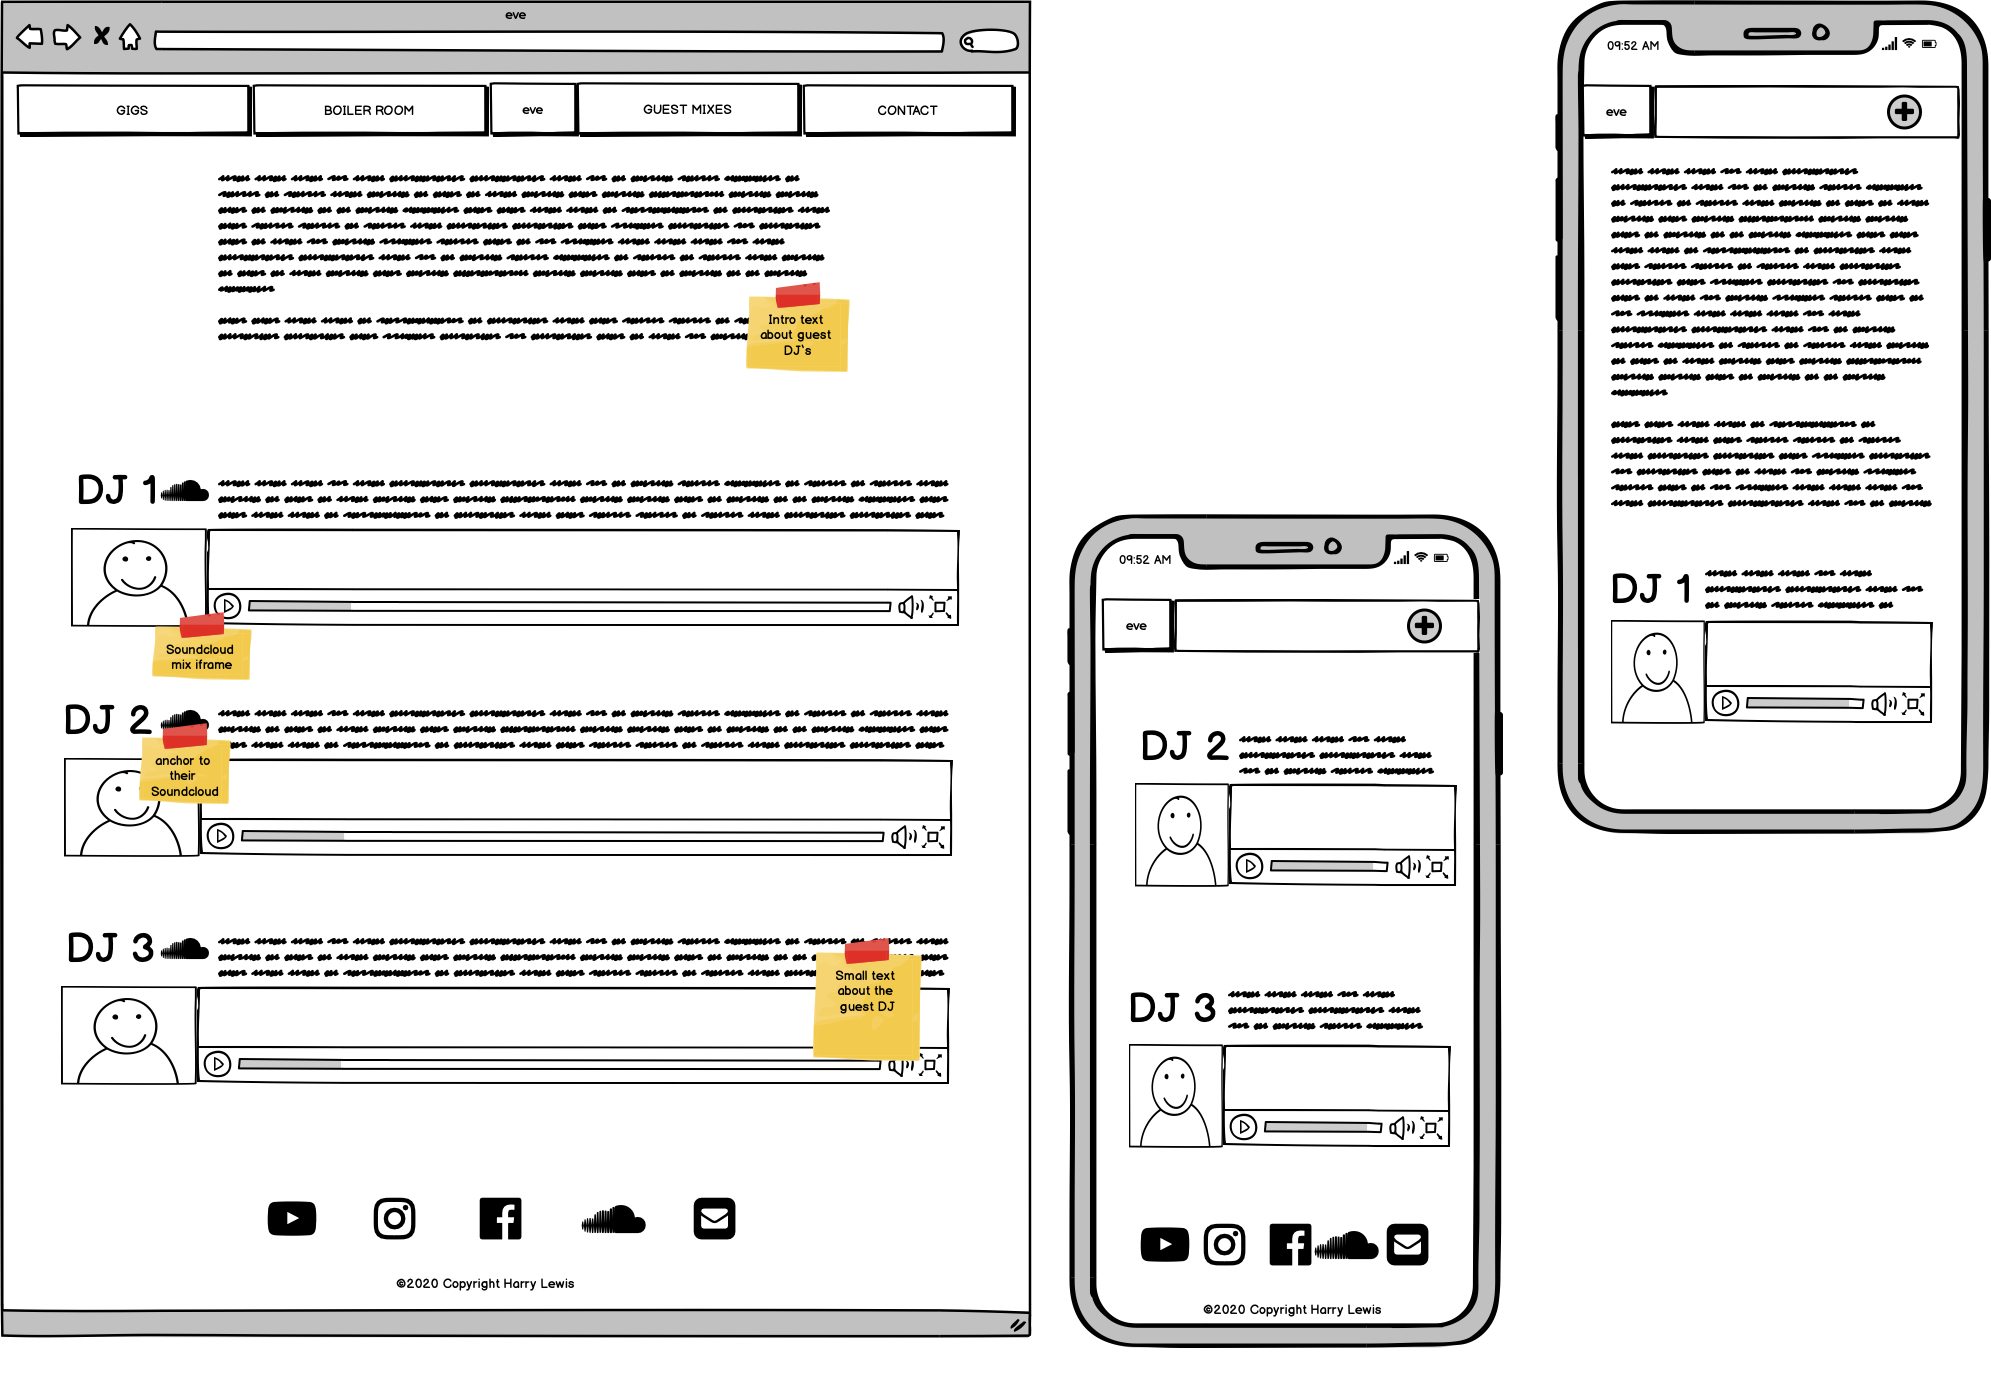 eve
GIGS
BOILER ROOM
eve
GUEST MIXES
CONTACT
Intro text
about guest
DJ's
DJ 1
Soundcloud
mix iframe
DJ 2
anchor to
their
Soundcloud
DJ 3
Small text
about the
guest DJ
©2020 Copyright Harry Lewis
09:52 AM
eve
DJ 2
DJ 3
©2020 Copyright Harry Lewis
09:52 AM
eve
DJ 1